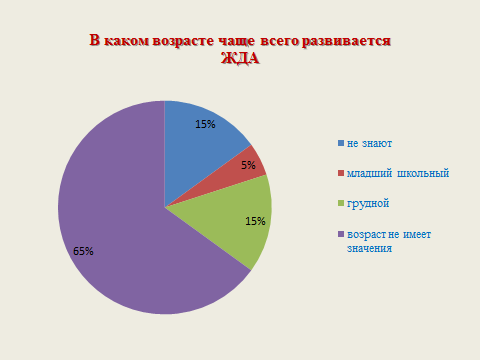 В каком возрасте чаще всего развивается
ЖДА
15%
5%
15%
65%
не знают
младший школьный
грудной
возраст не имеет
значения